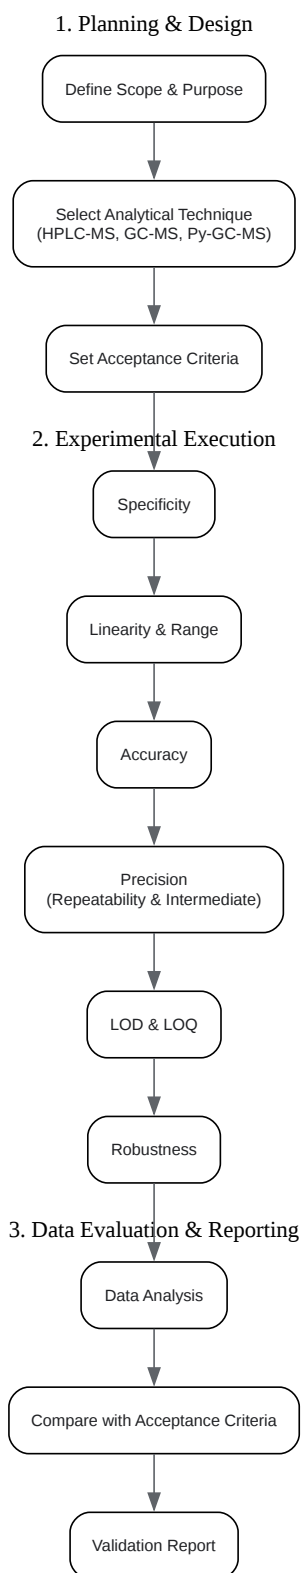 1. Planning & Design
Define Scope & Purpose
Select Analytical Technique
(HPLC-MS, GC-MS, Py-GC-MS)
Set Acceptance Criteria
2. Experimental Execution
Specificity
Linearity & Range
Accuracy
Precision
(Repeatability & Intermediate)
LOD & LOQ
Robustness
3. Data Evaluation & Reporting
Data Analysis
Compare with Acceptance Criteria
Validation Report